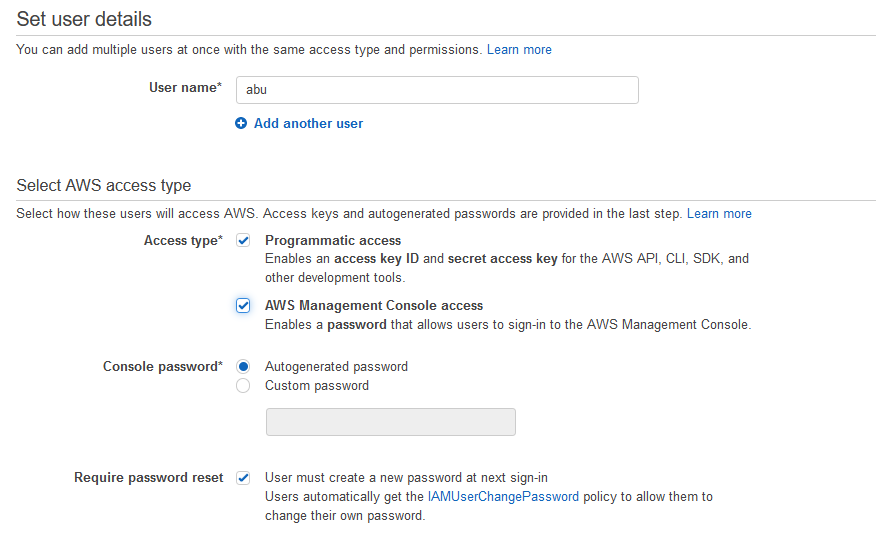 Set user details
You can add multiple users at once with the same access type and permissions. Learn more
User name* abu
Add another user
Select AWS access type
Select how these users will access AWS. Access keys and autogenerated passwords are provided in the last step. Learn more
Access type* Programmatic access
Enables an access key ID and secret access key for the AWS API, CLI, SDK, and
other development tools.
AWS Management Console access
Enables a password that allows users to sign-in to the AWS Management Console.
Console password* Autogenerated password
Custom password
Require password reset User must create a new password at next sign-in
Users automatically get the IAMUserChangePassword policy to allow them to
change their own password.